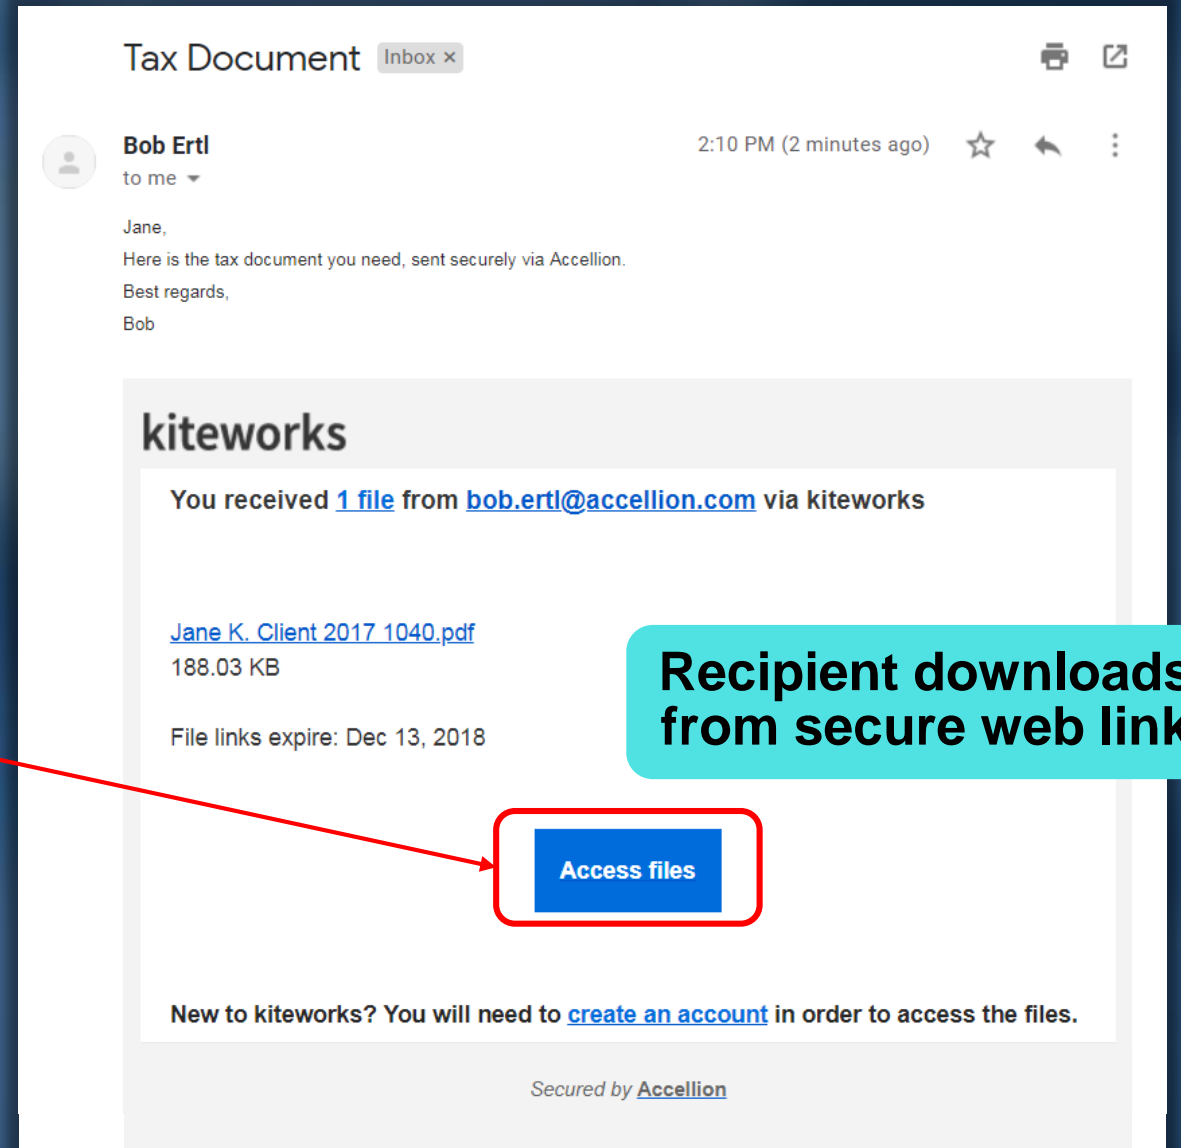 Tax Document Inbox ×
Bob Ertl 2:10 PM (2 minutes ago)
to me
Jane,
Here is the tax document you need, sent securely via Accellion.
Best regards,
Bob
kiteworks
You received 1 file from bob.ertl@accellion.com via kiteworks
Jane K. Client 2017 1040.pdf
188.03 KB
Recipient downloads
from secure web link
File links expire: Dec 13, 2018
Access files
New to kiteworks? You will need to create an account in order to access the files.
Secured by Accellion